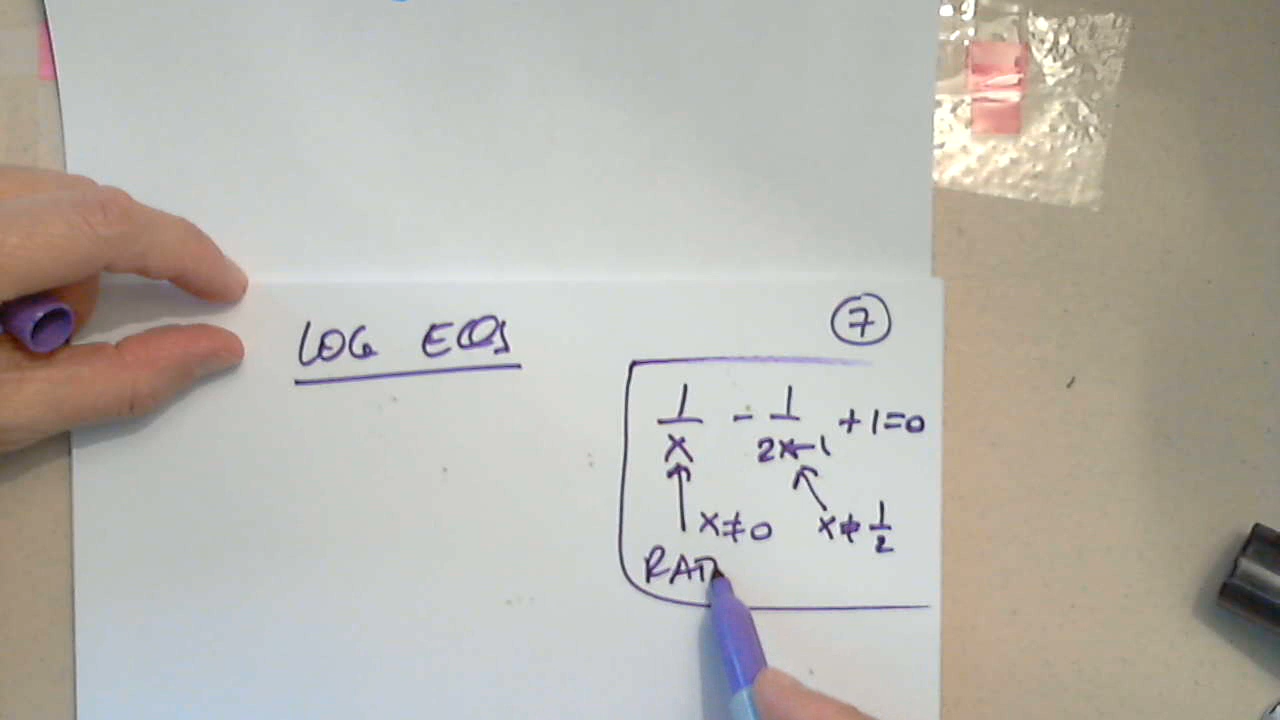 LOG EQS
7
1/x - 1/2x-1 +1=0
x≠0 x≠1/2
RAT